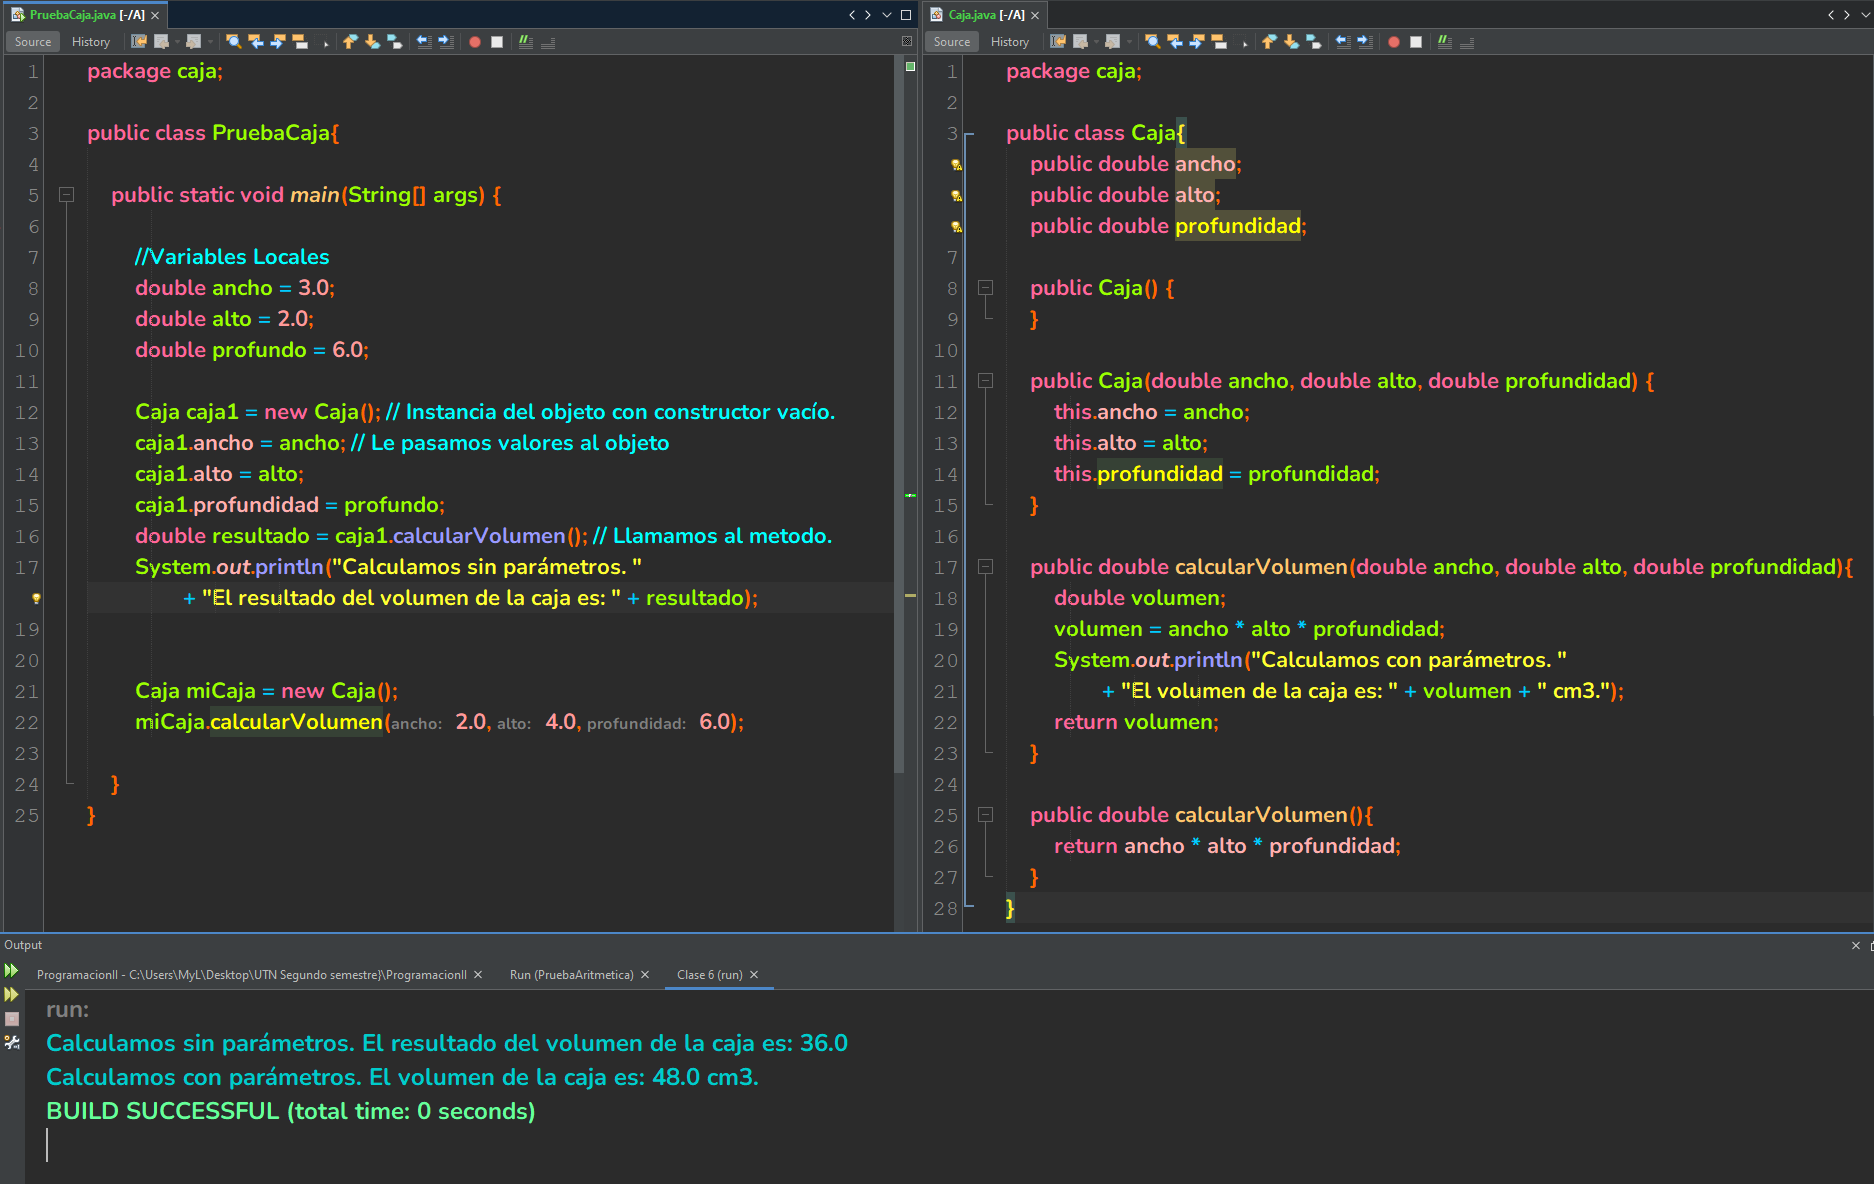 PruebaCaja.java [-/A]
Source History
1 package caja;
2
3 public class PruebaCaja{
4
5 public static void main(String[] args) {
6
7 //Variables Locales
8 double ancho = 3.0;
9 double alto = 2.0;
10 double profundo = 6.0;
11
12 Caja caja1 = new Caja(); // Instancia del objeto con constructor vacío.
13 caja1.ancho = ancho; // Le pasamos valores al objeto
14 caja1.alto = alto;
15 caja1.profundidad = profundo;
16 double resultado = caja1.calcularVolumen(); // Llamamos al metodo.
17 System.out.println("Calculamos sin parámetros. "
+ "El resultado del volumen de la caja es: " + resultado);
19
20
21 Caja miCaja = new Caja();
22 miCaja.calcularVolumen(ancho: 2.0, alto: 4.0, profundidad: 6.0);
23
24 }
25 }
Caja.java [-/A]
Source History
1 package caja;
2
3 public class Caja{
public double ancho;
public double alto;
public double profundidad;
7
8 public Caja() {
9 }
10
11 public Caja(double ancho, double alto, double profundidad) {
12 this.ancho = ancho;
13 this.alto = alto;
14 this.profundidad = profundidad;
15 }
16
17 public double calcularVolumen(double ancho, double alto, double profundidad){
18 double volumen;
19 volumen = ancho * alto * profundidad;
20 System.out.println("Calculamos con parámetros. "
21 + "El volumen de la caja es: " + volumen + " cm3.");
22 return volumen;
23 }
24
25 public double calcularVolumen(){
26 return ancho * alto * profundidad;
27 }
28 }
Output
ProgramacionII - C:\Users\MyL\Desktop\UTN Segundo semestre}\ProgramacionII Run (PruebaAritmetica) Clase 6 (run)
run:
Calculamos sin parámetros. El resultado del volumen de la caja es: 36.0
Calculamos con parámetros. El volumen de la caja es: 48.0 cm3.
BUILD SUCCESSFUL (total time: 0 seconds)